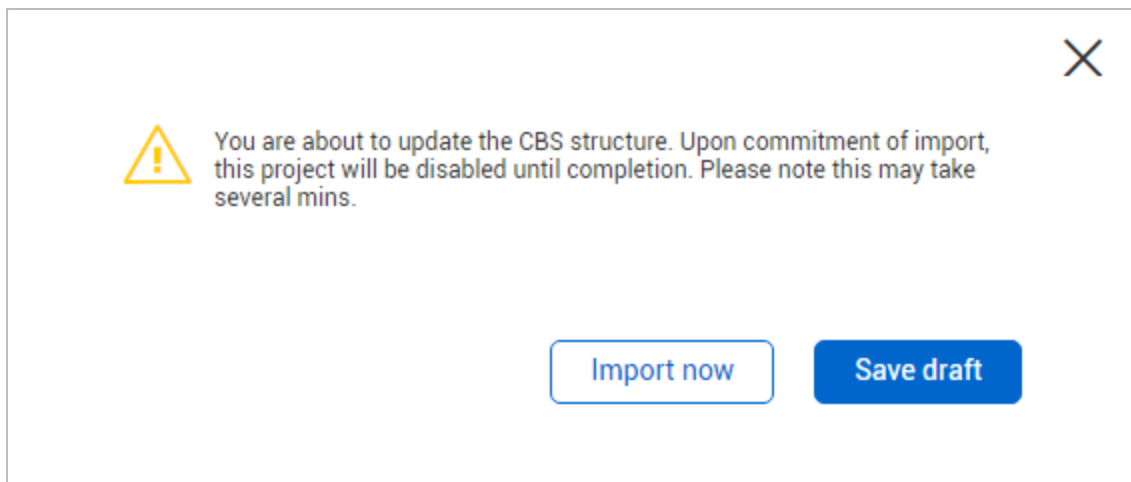 You are about to update the CBS structure. Upon commitment of import,
this project will be disabled until completion. Please note this may take
several mins.
Import now
Save draft